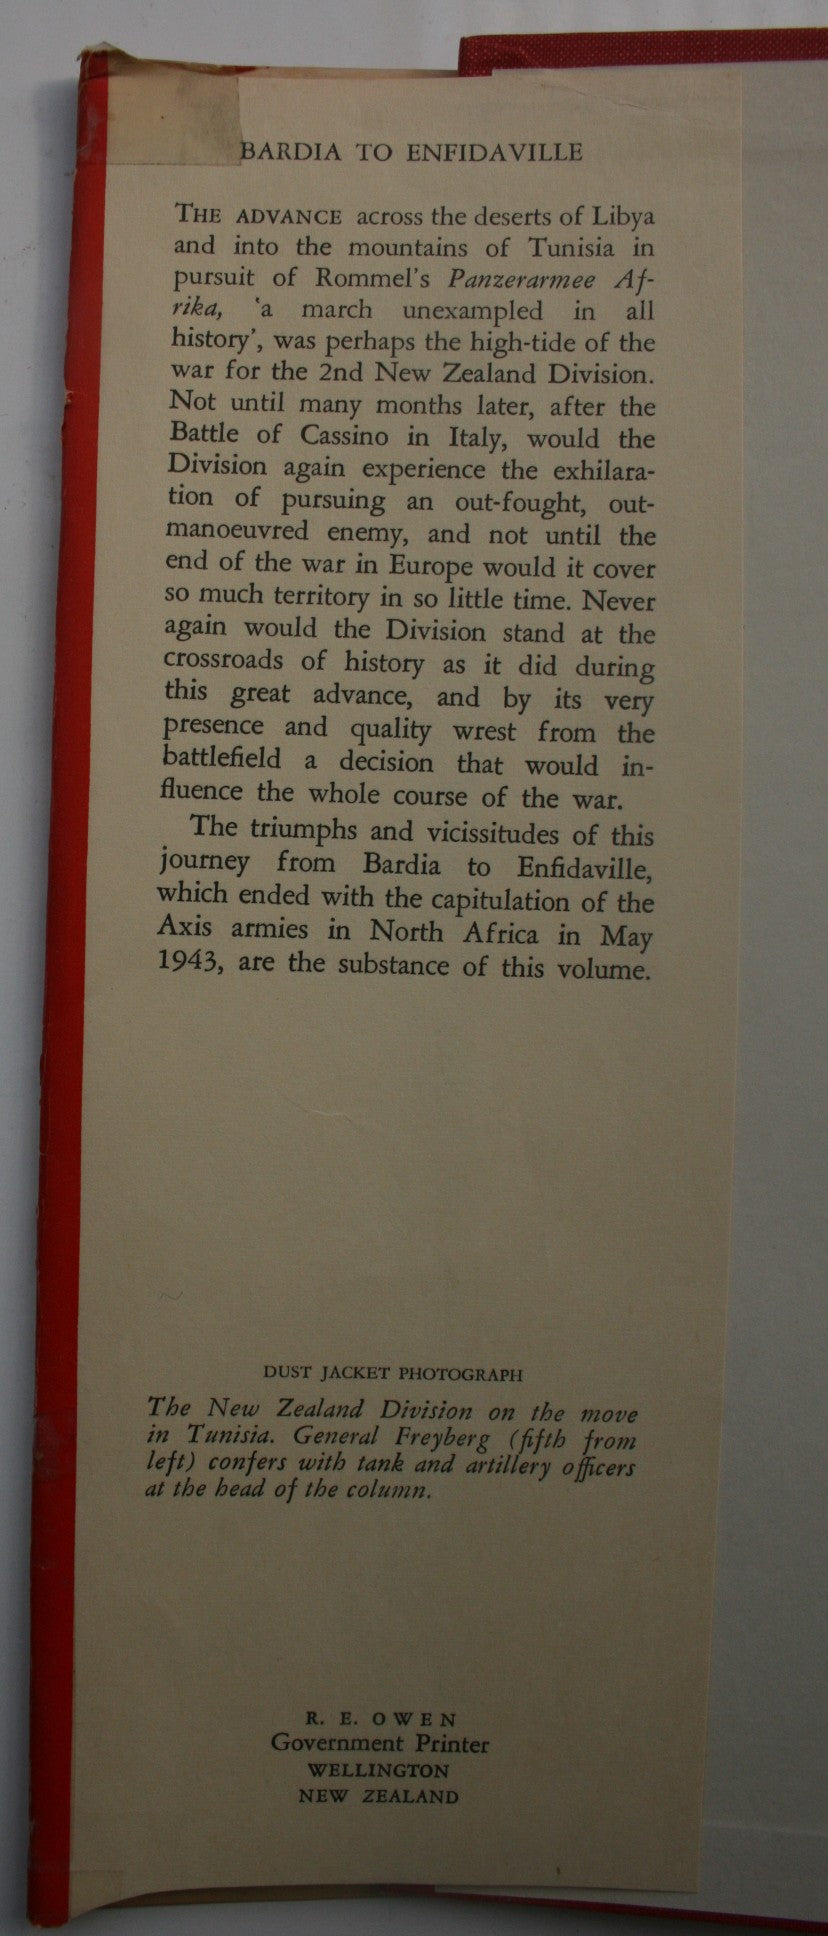 BARDIA TO ENFIDAVILLE
THE ADVANCE across the deserts of Libya
and into the mountains of Tunisia in
pursuit of Rommel's Panzerarmee Af-
rika, 'a march unexampled in all
history', was perhaps the high-tide of the
war for the 2nd New Zealand Division.
Not until many months later, after the
Battle of Cassino in Italy, would the
Division again experience the exhilara-
tion of pursuing an out-fought, out-
manoeuvred enemy, and not until the
end of the war in Europe would it cover
so much territory in so little time. Never
again would the Division stand at the
crossroads of history as it did during
this great advance, and by its very
presence and quality wrest from the
battlefield a decision that would in-
fluence the whole course of the war.
The triumphs and vicissitudes of this
journey from Bardia to Enfidaville,
which ended with the capitulation of the
Axis armies in North Africa in May
1943, are the substance of this volume.
DUST JACKET PHOTOGRAPH
The New Zealand Division on the move
in Tunisia. General Freyberg (fifth from
left) confers with tank and artillery officers
at the head of the column.
R. E. OWEN
Government Printer
WELLINGTON
NEW ZEALAND